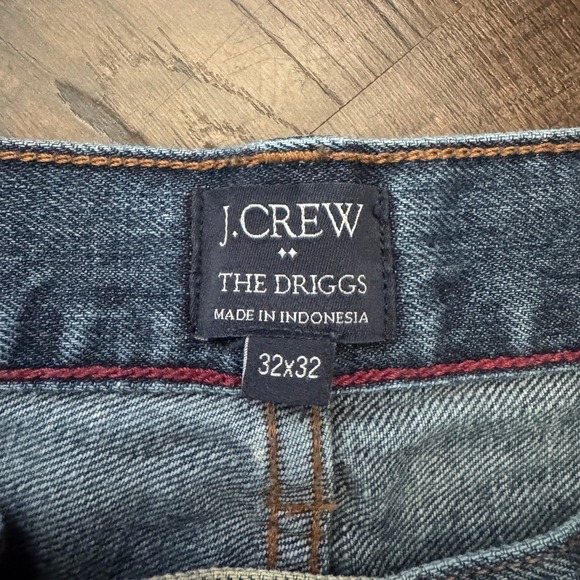 J.CREW
THE DRIGGS
MADE IN INDONESIA
32x32